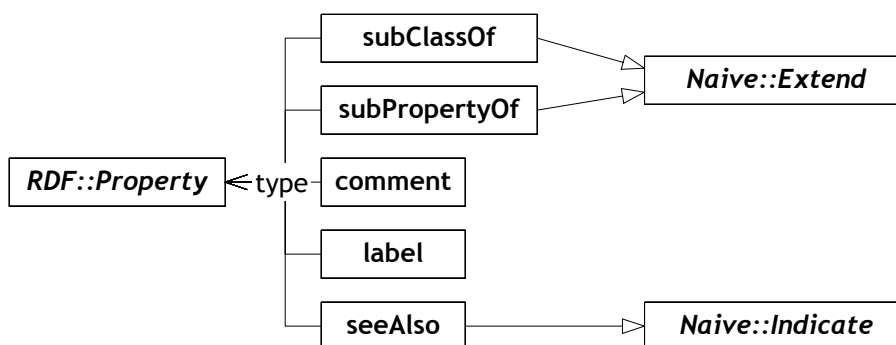 subClassOf
Naive::Extend
subPropertyOf
RDF::Property
type
comment
label
seeAlso
Naive::Indicate